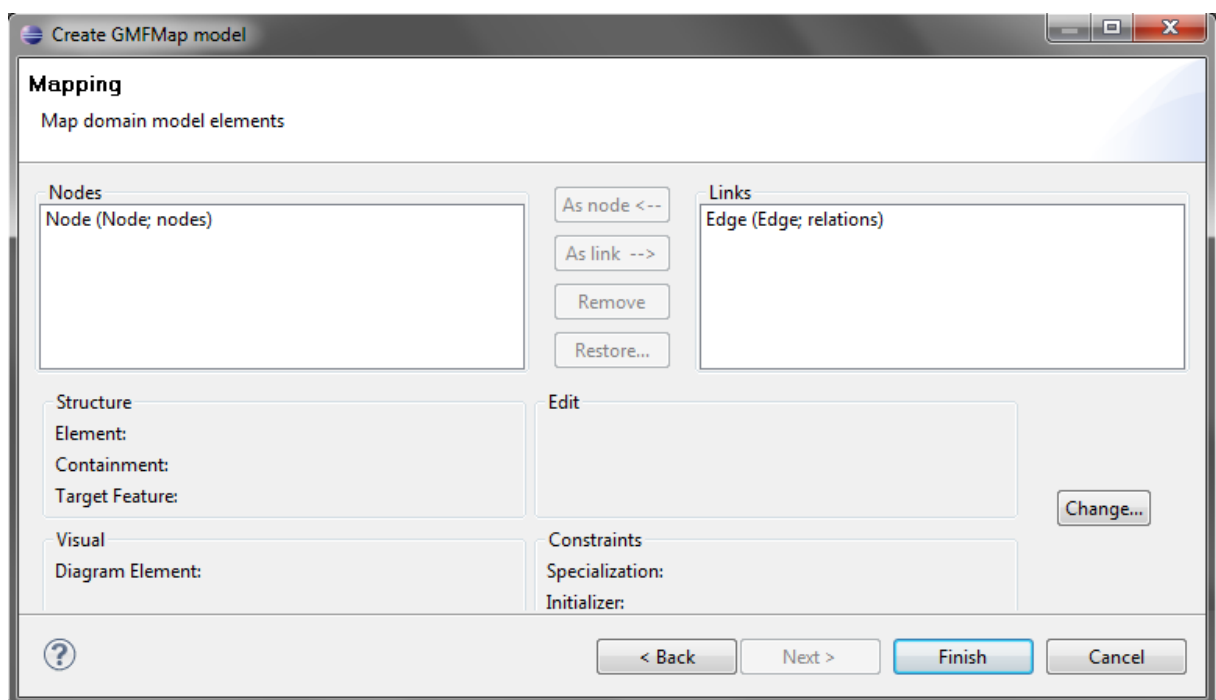 Create GMFMap model
X
Mapping
Map domain model elements
Nodes
Node (Node; nodes)
As node <--
As link -->
Remove
Restore...
Links
Edge (Edge; relations)
Structure
Element:
Containment:
Target Feature:
Edit
Change...
Visual
Diagram Element:
Constraints
Specialization:
Initializer:
?
< Back
Next >
Finish
Cancel